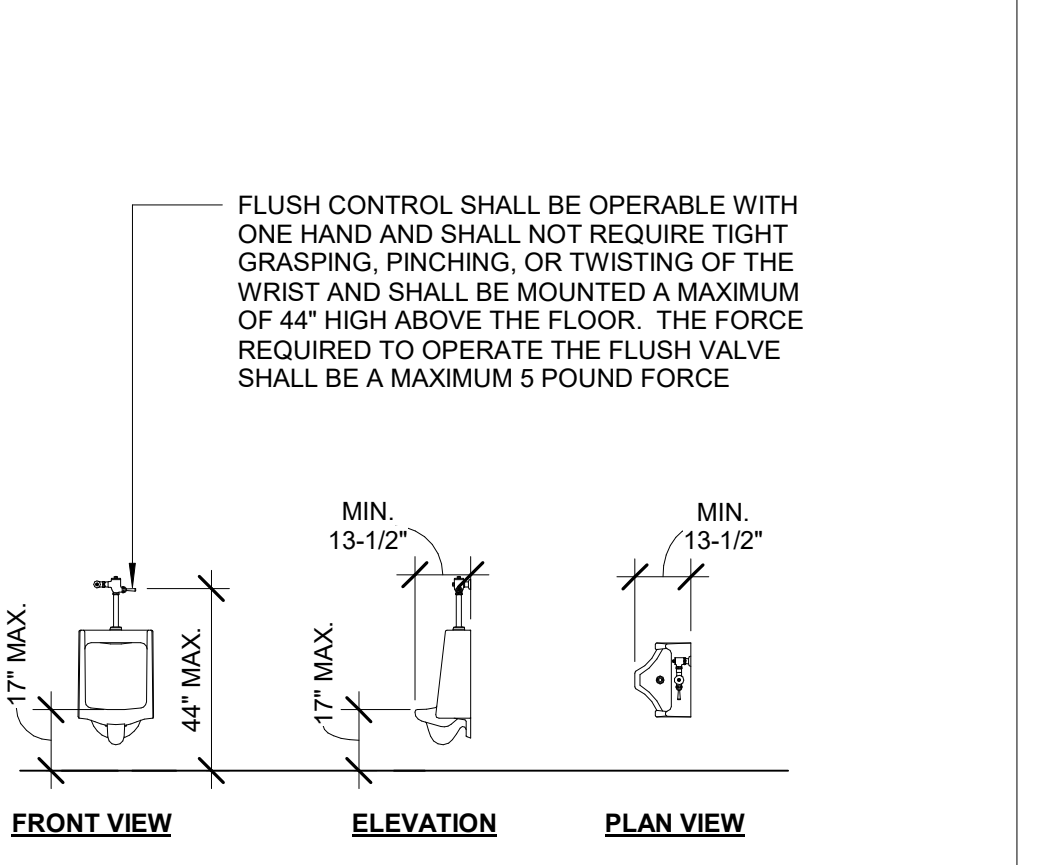 FLUSH CONTROL SHALL BE OPERABLE WITH
ONE HAND AND SHALL NOT REQUIRE TIGHT
GRASPING, PINCHING, OR TWISTING OF THE
WRIST AND SHALL BE MOUNTED A MAXIMUM
OF 44" HIGH ABOVE THE FLOOR.  THE FORCE
REQUIRED TO OPERATE THE FLUSH VALVE
SHALL BE A MAXIMUM 5 POUND FORCE
MIN.
13-1/2"
MIN.
13-1/2"
17" MAX.
44" MAX.
17" MAX.
FRONT VIEW
ELEVATION
PLAN VIEW